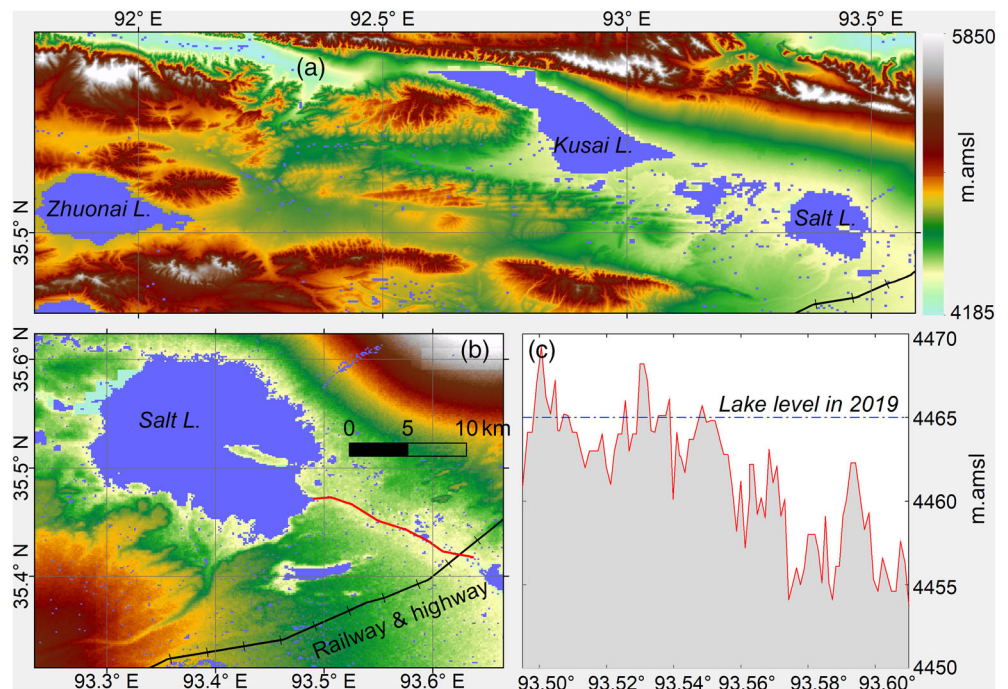 92° E
92.5° E
93° E
93.5° E
5850
(a)
Kusai L.
m.amsl
Zhuonai L.
Salt L.
35.5° N
4185
(b)
35.6° N
Salt L.
0 5 10 km
35.5° N
35.4° N
Railway & highway
93.3° E
93.4° E
93.5° E
93.6° E
(c)
4470
Lake level in 2019
4465
m.amsl
4460
4455
4450
93.50°
93.52°
93.54°
93.56°
93.58°
93.60°